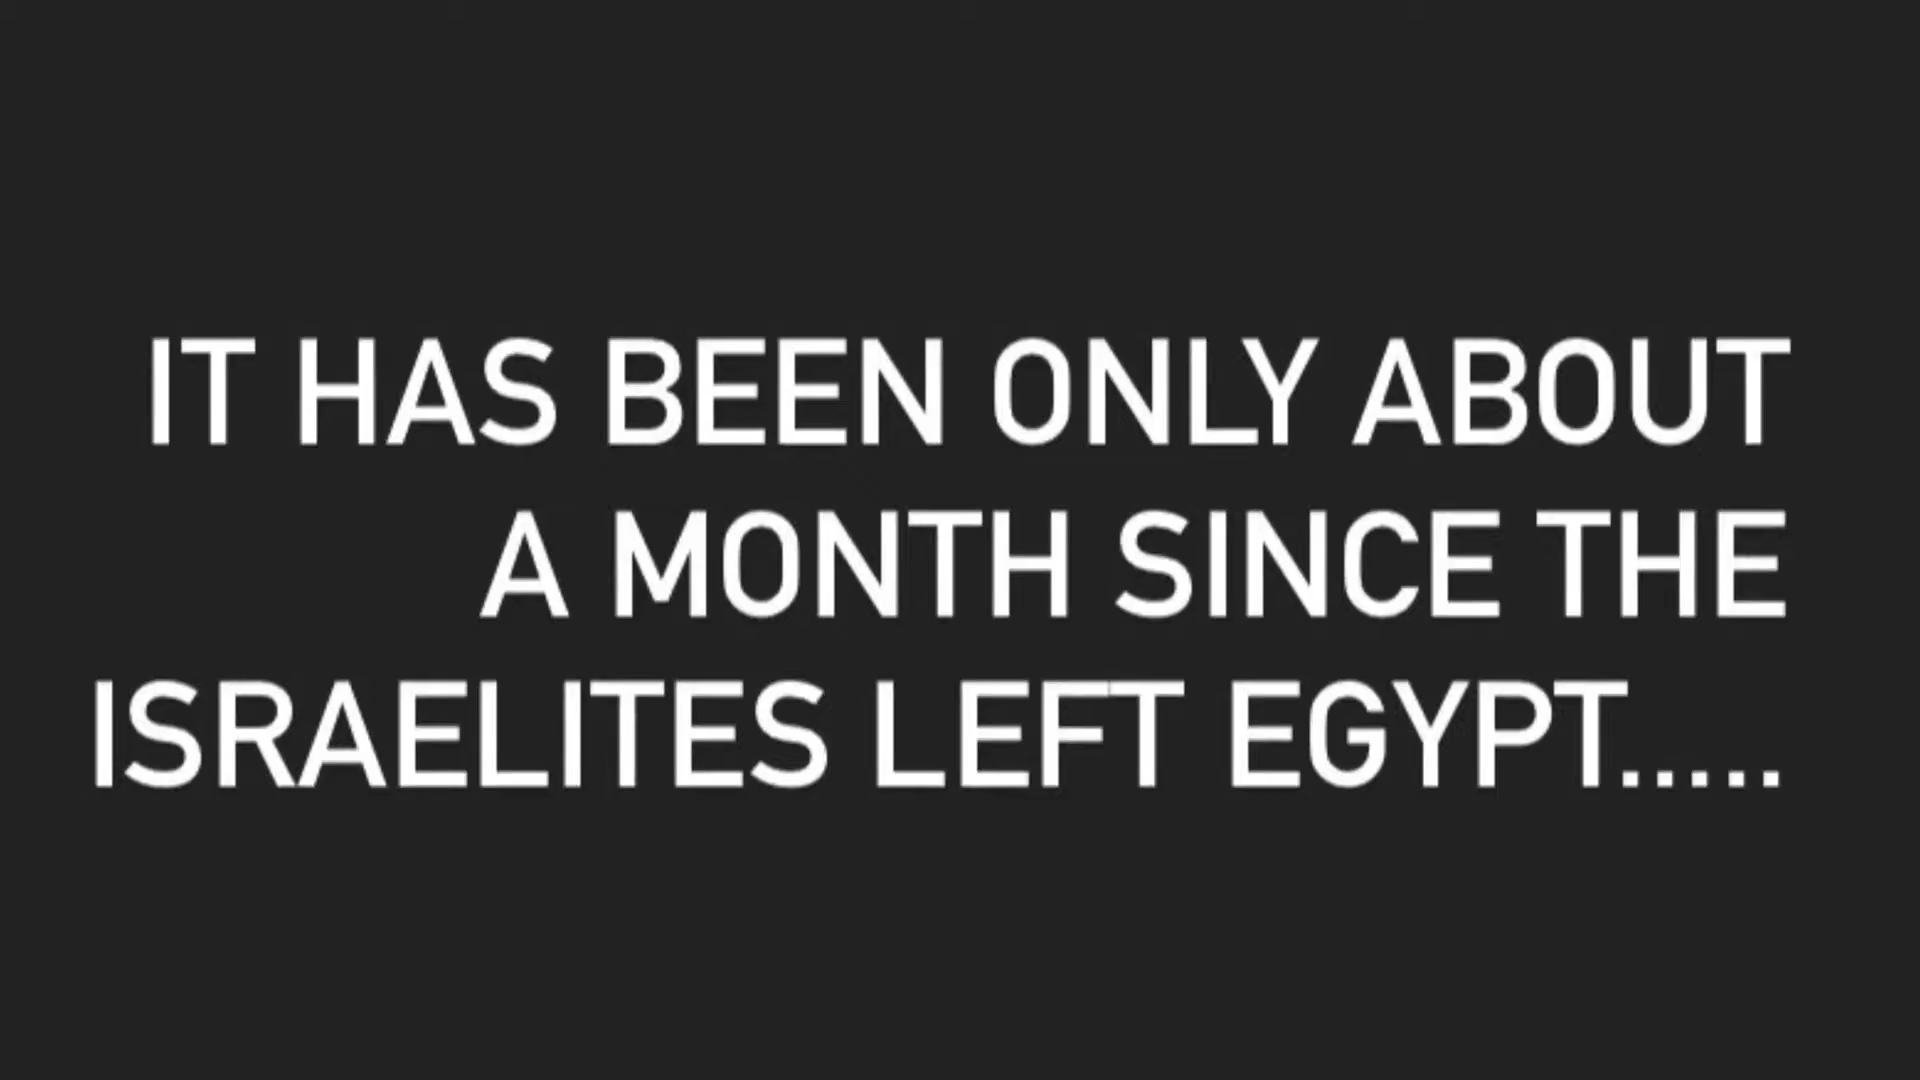 IT HAS BEEN ONLY ABOUT
A MONTH SINCE THE
ISRAELITES LEFT EGYPT.....